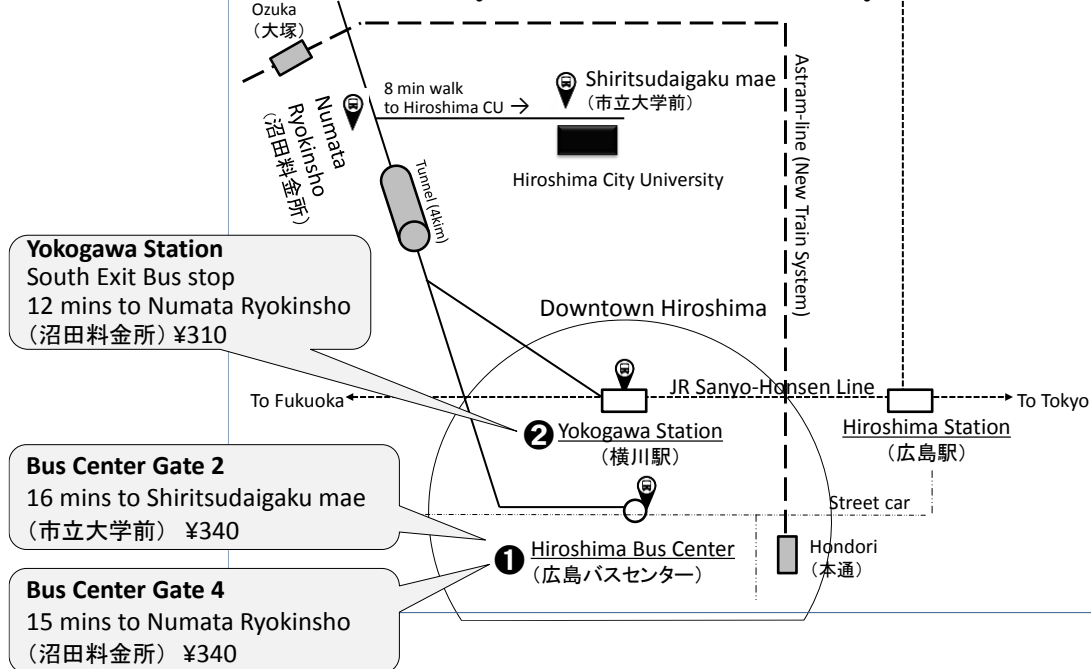 Ozuka
(大塚)
8 min walk
to Hiroshima CU →
Shiritsudaigaku mae
(市立大学前)
Numata
Ryokinsho
(沼田料金所)
Astram-line (New Train System)
Hiroshima City University
Tunnel (4kim)
Yokogawa Station
South Exit Bus stop
12 mins to Numata Ryokinsho
(沼田料金所) ¥310
Downtown Hiroshima
To Fukuoka
JR Sanyo-Honsen Line
To Tokyo
❷ Yokogawa Station
(横川駅)
Hiroshima Station
(広島駅)
Bus Center Gate 2
16 mins to Shiritsudaigaku mae
(市立大学前) ¥340
Street car
❶ Hiroshima Bus Center
(広島バスセンター)
Hondori
(本通)
Bus Center Gate 4
15 mins to Numata Ryokinsho
(沼田料金所) ¥340